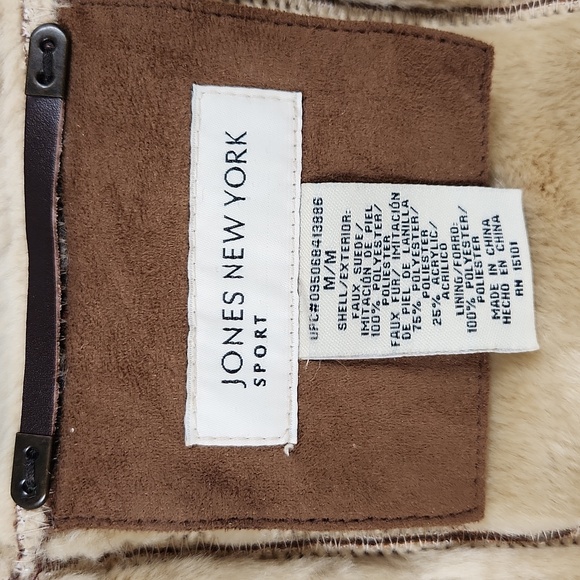 JONES NEW YORK
SPORT
UPC#095068413986
M/M
SHELL/EXTERIOR:
FAUX SUEDE/
IMITACIÓN DE PIEL
100% POLYESTER/
POLIESTER
FAUX FUR/ IMITACIÓN
DE PIEL DE LANILLA
75% POLYESTER/
POLIESTER
25% ACRYLIC/
ACRILICO
LINING/FORRO:
100% POLYESTER/
POLIESTER
MADE IN CHINA
HECHO EN CHINA
RN 15101